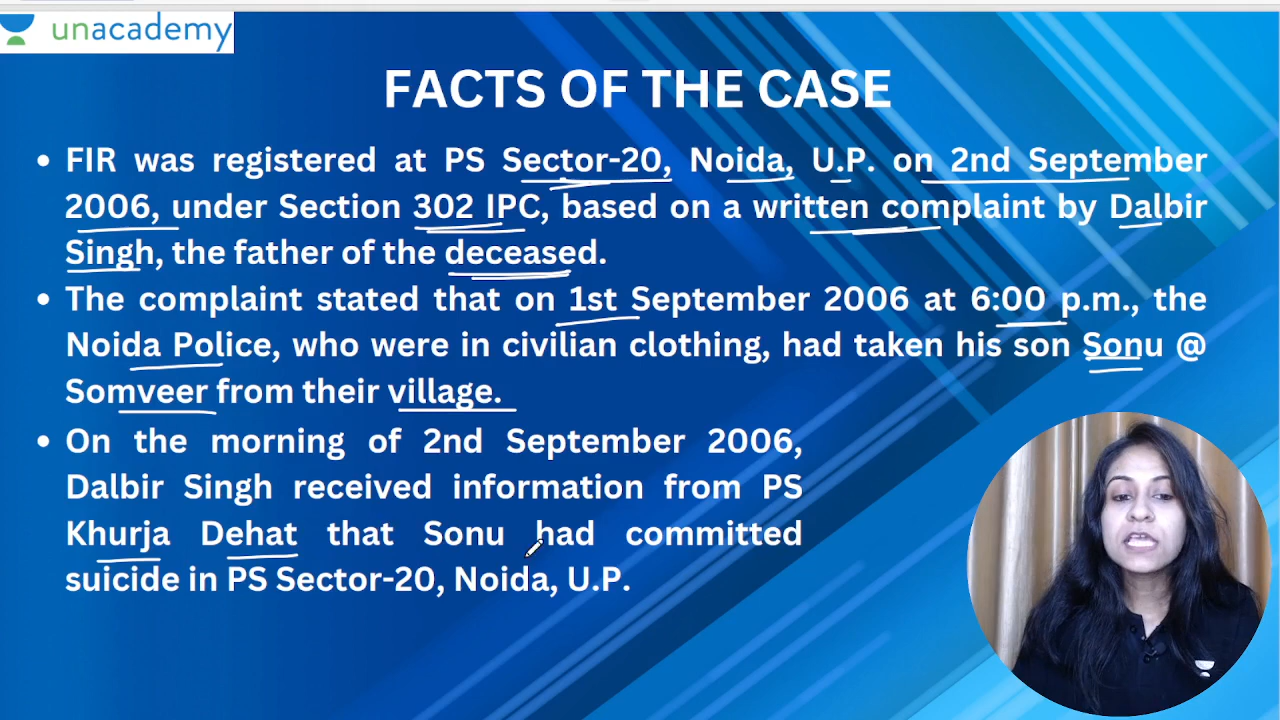 unacademy
FACTS OF THE CASE
• FIR was registered at PS Sector-20, Noida, U.P. on 2nd September
2006, under Section 302 IPC, based on a written complaint by Dalbir
Singh, the father of the deceased.
• The complaint stated that on 1st September 2006 at 6:00 p.m., the
Noida Police, who were in civilian clothing, had taken his son Sonu @
Somveer from their village.
• On the morning of 2nd September 2006,
Dalbir Singh received information from PS
Khurja Dehat that Sonu had committed
suicide in PS Sector-20, Noida, U.P.